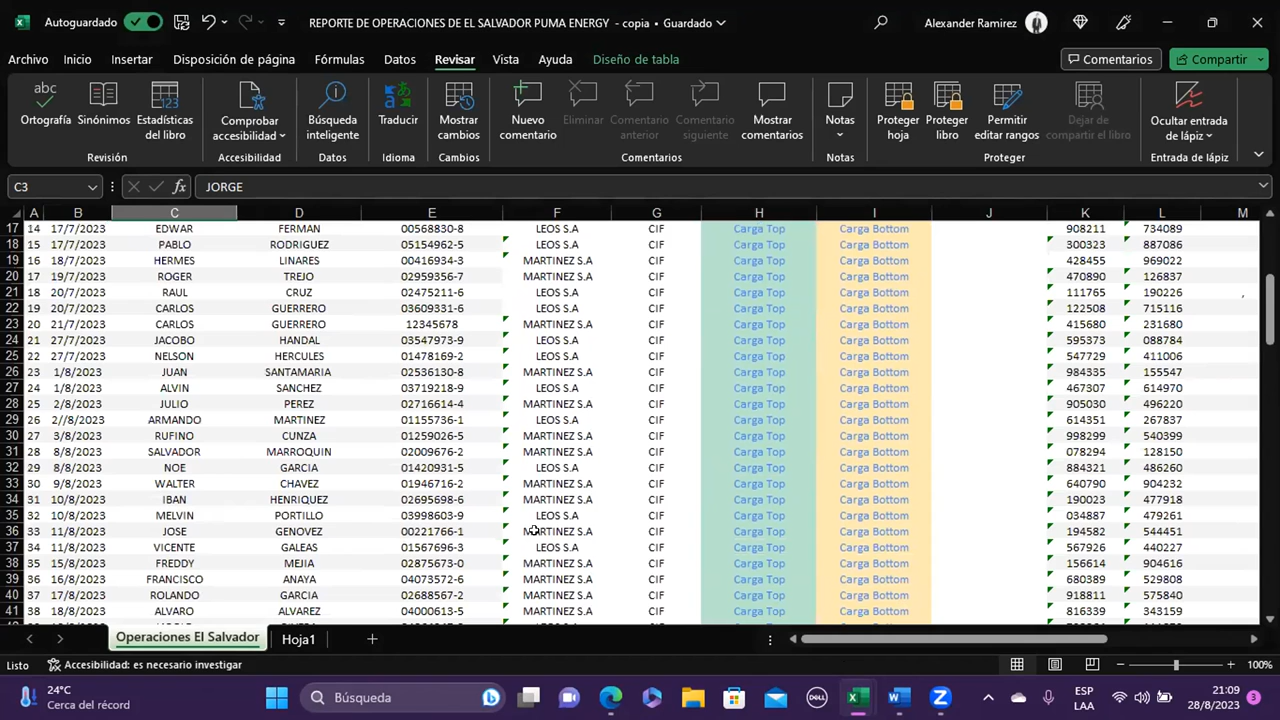 Autoguardado REPORTE DE OPERACIONES DE EL SALVADOR PUMA ENERGY - copia • Guardado Alexander Ramirez
Archivo Inicio Insertar Disposición de página Fórmulas Datos Revisar Vista Ayuda Diseño de tabla Comentarios Compartir
Ortografía Sinónimos Estadísticas del libro Comprobar accesibilidad Búsqueda inteligente Traducir Mostrar cambios Nuevo comentario Eliminar Comentario anterior Comentario siguiente Mostrar comentarios Notas Proteger hoja Proteger libro Permitir editar rangos Dejar de compartir el libro Ocultar entrada de lápiz
Revisión Accesibilidad Datos Idioma Cambios Comentarios Notas Proteger Entrada de lápiz
C3 fx JORGE
A B C D E F G H I J K L M
17 14 17/7/2023 EDWAR FERMAN 00568830-8 LEOS S.A CIF Carga Top Carga Bottom 908211 734089
18 15 17/7/2023 PABLO RODRIGUEZ 05154962-5 LEOS S.A CIF Carga Top Carga Bottom 300323 887086
19 16 18/7/2023 HERMES LINARES 00416934-3 MARTINEZ S.A CIF Carga Top Carga Bottom 428455 969022
20 17 19/7/2023 ROGER TREJO 02959356-7 MARTINEZ S.A CIF Carga Top Carga Bottom 470890 126837
21 18 20/7/2023 RAUL CRUZ 02475211-6 LEOS S.A CIF Carga Top Carga Bottom 111765 190226 ,
22 19 20/7/2023 CARLOS GUERRERO 03609331-6 LEOS S.A CIF Carga Top Carga Bottom 122508 715116
23 20 21/7/2023 CARLOS GUERRERO 12345678 MARTINEZ S.A CIF Carga Top Carga Bottom 415680 231680
24 21 27/7/2023 JACOBO HANDAL 03547973-9 LEOS S.A CIF Carga Top Carga Bottom 595373 088784
25 22 27/7/2023 NELSON HERCULES 01478169-2 LEOS S.A CIF Carga Top Carga Bottom 547729 411006
26 23 1/8/2023 JUAN SANTAMARIA 02536130-8 MARTINEZ S.A CIF Carga Top Carga Bottom 984335 155547
27 24 1/8/2023 ALVIN SANCHEZ 03719218-9 LEOS S.A CIF Carga Top Carga Bottom 467307 614970
28 25 2/8/2023 JULIO PEREZ 02716614-4 MARTINEZ S.A CIF Carga Top Carga Bottom 905030 496220
29 26 2//8/2023 ARMANDO MARTINEZ 01155736-1 LEOS S.A CIF Carga Top Carga Bottom 614351 267837
30 27 3/8/2023 RUFINO CUNZA 01259026-5 MARTINEZ S.A CIF Carga Top Carga Bottom 998299 540399
31 28 8/8/2023 SALVADOR MARROQUIN 02009676-2 MARTINEZ S.A CIF Carga Top Carga Bottom 078294 128150
32 29 8/8/2023 NOE GARCIA 01420931-5 LEOS S.A CIF Carga Top Carga Bottom 884321 486260
33 30 9/8/2023 WALTER CHAVEZ 01946716-2 MARTINEZ S.A CIF Carga Top Carga Bottom 640790 904232
34 31 10/8/2023 IBAN HENRIQUEZ 02695698-6 MARTINEZ S.A CIF Carga Top Carga Bottom 190023 477918
35 32 10/8/2023 MELVIN PORTILLO 03998603-9 LEOS S.A CIF Carga Top Carga Bottom 034887 479261
36 33 11/8/2023 JOSE GENOVEZ 00221766-1 MARTINEZ S.A CIF Carga Top Carga Bottom 194582 544451
37 34 11/8/2023 VICENTE GALEAS 01567696-3 LEOS S.A CIF Carga Top Carga Bottom 567926 440227
38 35 15/8/2023 FREDDY MEJIA 02875673-0 MARTINEZ S.A CIF Carga Top Carga Bottom 156614 904616
39 36 16/8/2023 FRANCISCO ANAYA 04073572-6 MARTINEZ S.A CIF Carga Top Carga Bottom 680389 529808
40 37 17/8/2023 ROLANDO GARCIA 02688567-2 MARTINEZ S.A CIF Carga Top Carga Bottom 918811 575840
41 38 18/8/2023 ALVARO ALVAREZ 04000613-5 MARTINEZ S.A CIF Carga Top Carga Bottom 816339 343159
Operaciones El Salvador Hoja1
Listo Accesibilidad: es necesario investigar 100%
24°C Cerca del récord Búsqueda DELL ESP LAA 21:09 28/8/2023 3